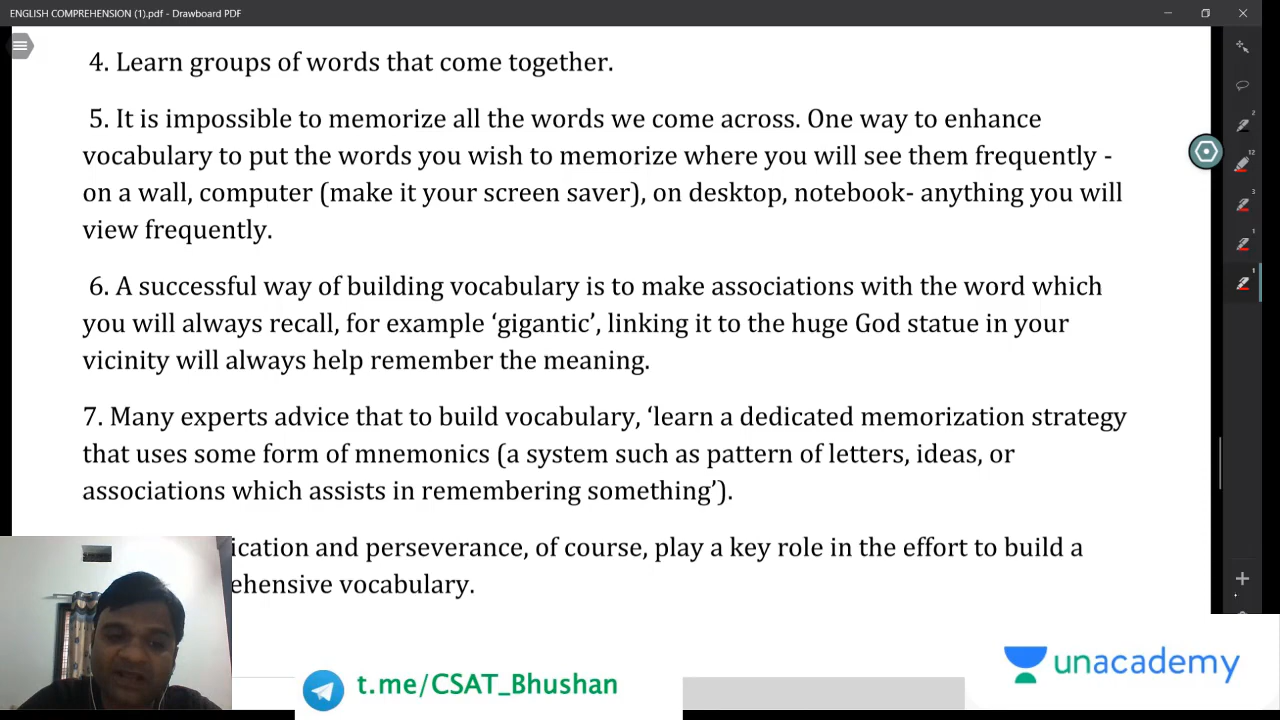 ENGLISH COMPREHENSION (1).pdf - Drawboard PDF
4. Learn groups of words that come together.
5. It is impossible to memorize all the words we come across. One way to enhance
vocabulary to put the words you wish to memorize where you will see them frequently -
on a wall, computer (make it your screen saver), on desktop, notebook- anything you will
view frequently.
6. A successful way of building vocabulary is to make associations with the word which
you will always recall, for example ‘gigantic’, linking it to the huge God statue in your
vicinity will always help remember the meaning.
7. Many experts advice that to build vocabulary, ‘learn a dedicated memorization strategy
that uses some form of mnemonics (a system such as pattern of letters, ideas, or
associations which assists in remembering something’).
ication and perseverance, of course, play a key role in the effort to build a
ehensive vocabulary.
2
12
3
1
1
t.me/CSAT_Bhushan
unacademy